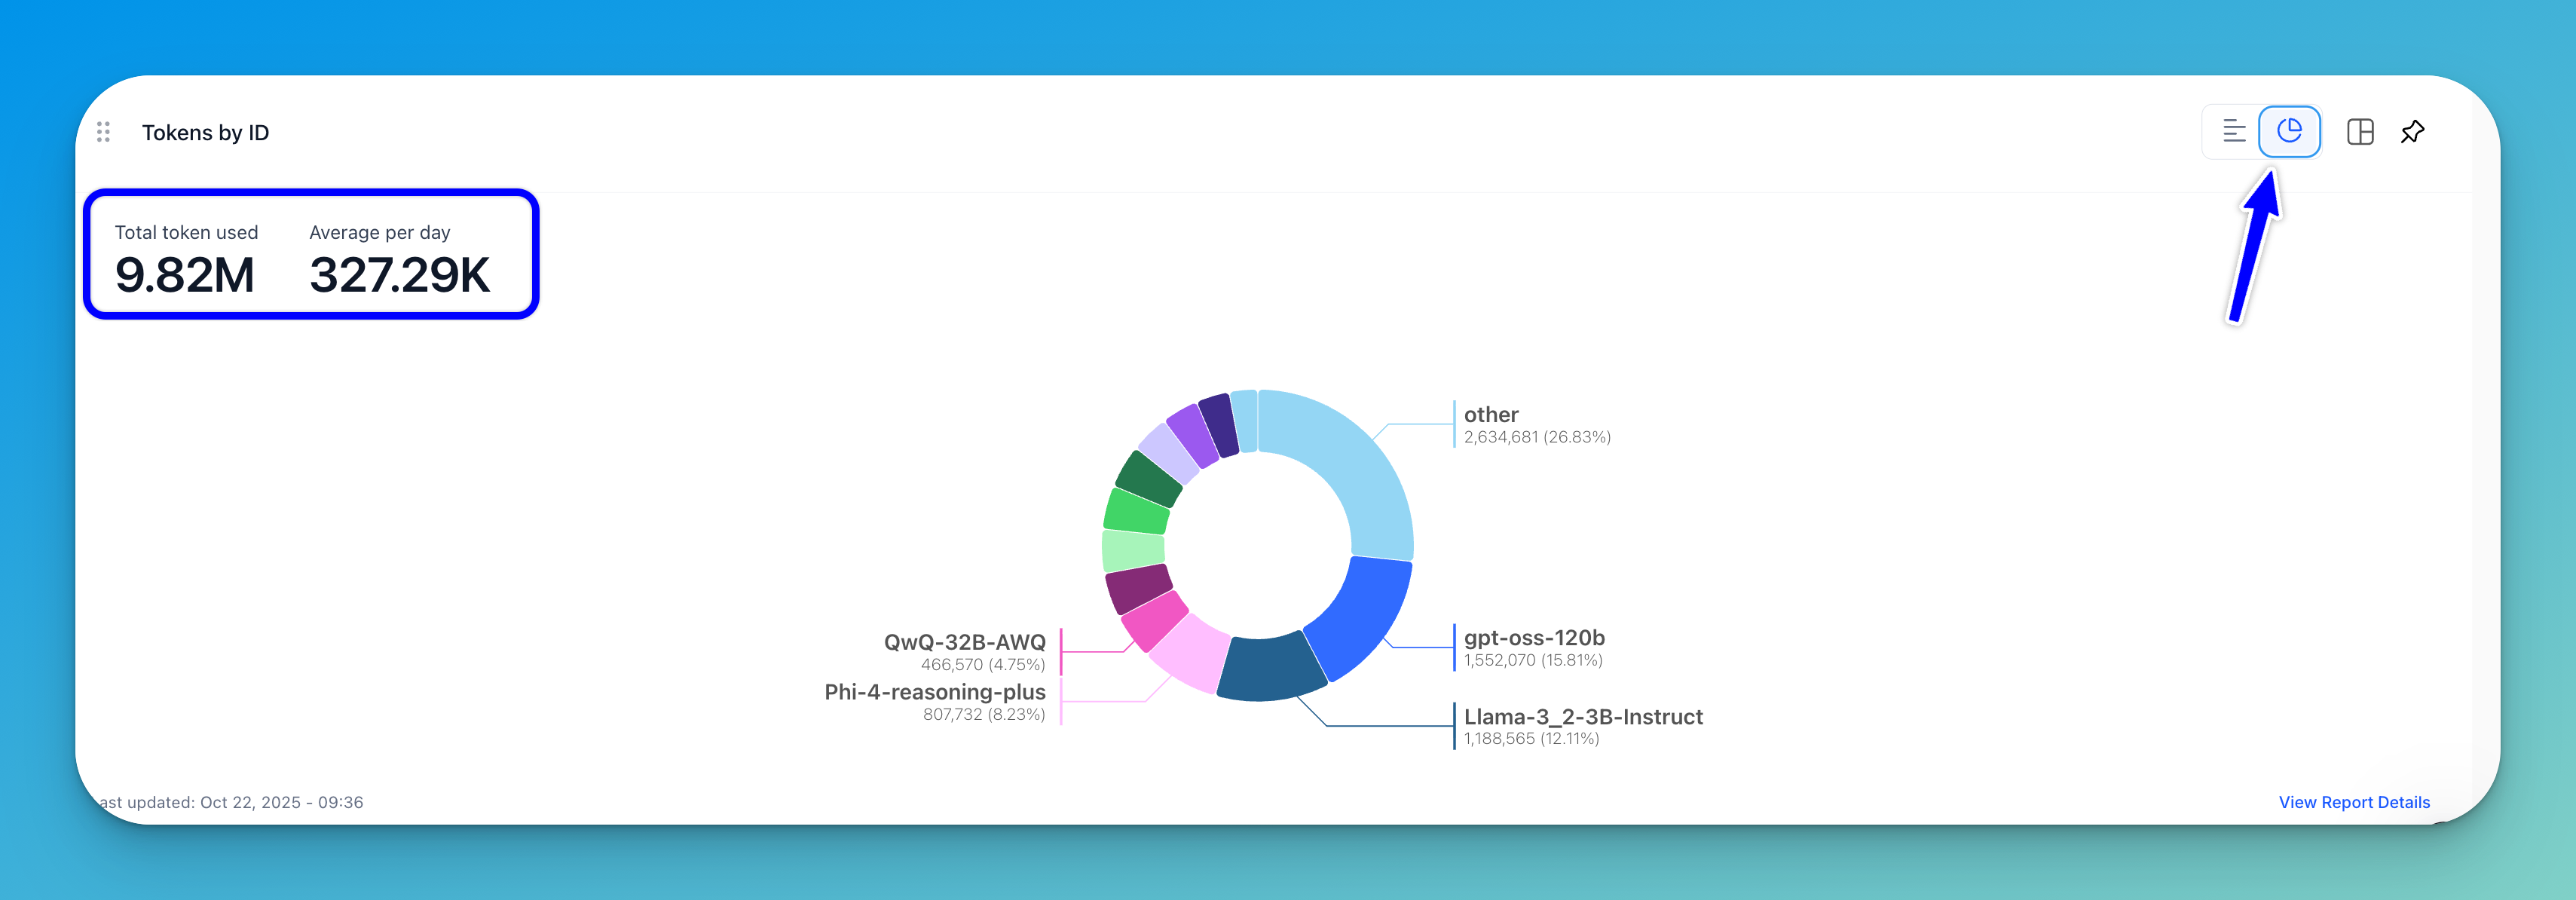 Tokens by ID
Total token used
Average per day
9.82M
327.29K
other
2,634,681 (26.83%)
gpt-oss-120b
1,552,070 (15.81%)
QwQ-32B-AWQ
466,570 (4.75%)
Phi-4-reasoning-plus
807,732 (8.23%)
Llama-3_2-3B-Instruct
1,188,565 (12.11%)
ast updated: Oct 22, 2025 - 09:36
View Report Details